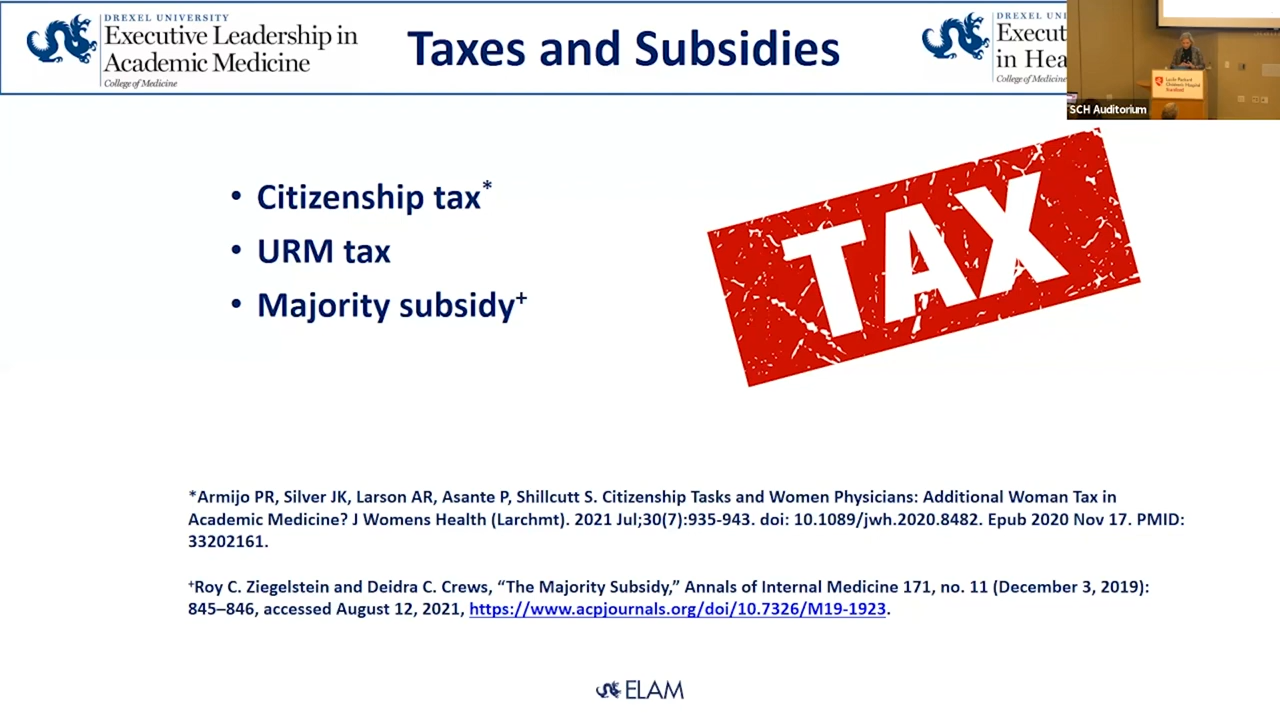 DREXEL UNIVERSITY
Executive Leadership in
Academic Medicine
College of Medicine
Taxes and Subsidies
DREXEL UNI
Execut
in Hea
College of Medicine
SCH Auditorium
• Citizenship tax*
• URM tax
• Majority subsidy+
TAX
*Armijo PR, Silver JK, Larson AR, Asante P, Shillcutt S. Citizenship Tasks and Women Physicians: Additional Woman Tax in
Academic Medicine? J Womens Health (Larchmt). 2021 Jul;30(7):935-943. doi: 10.1089/jwh.2020.8482. Epub 2020 Nov 17. PMID:
33202161.
+Roy C. Ziegelstein and Deidra C. Crews, “The Majority Subsidy,” Annals of Internal Medicine 171, no. 11 (December 3, 2019):
845–846, accessed August 12, 2021, https://www.acpjournals.org/doi/10.7326/M19-1923.
ELAM